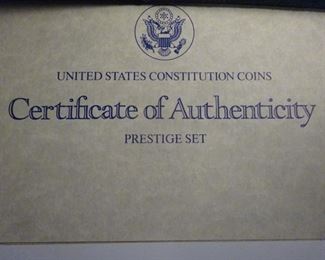 UNITED STATES CONSTITUTION COINS
Certificate of Authenticity
PRESTIGE SET